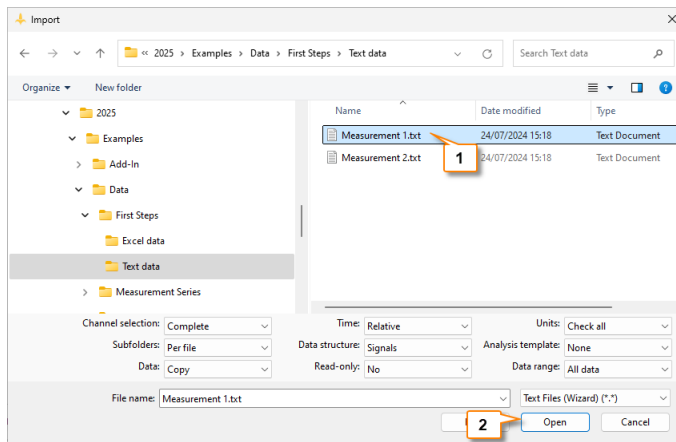 Import
« 2025 > Examples > Data > First Steps > Text data
Search Text data
Organize
New folder
Name
Date modified
Type
2025
Examples
Add-In
Data
First Steps
Excel data
Text data
Measurement Series
Measurement 1.txt
24/07/2024 15:18
Text Document
Measurement 2.txt
24/07/2024 15:18
Text Document
1
Channel selection: Complete
Time: Relative
Units: Check all
Subfolders: Per file
Data structure: Signals
Analysis template: None
Data: Copy
Read-only: No
Data range: All data
File name: Measurement 1.txt
Text Files (Wizard) (*.*)
2
Open
Cancel